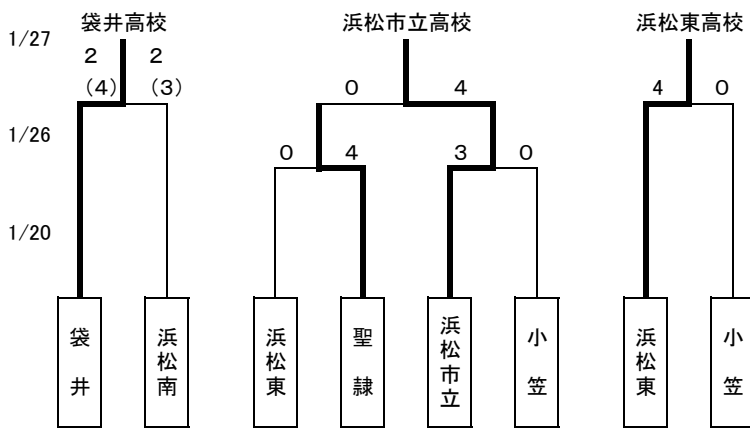 1/27
袋井高校
浜松市立高校
浜松東高校
2 2
(4) (3)
0 4
4 0
1/26
0 4
3 0
1/20
袋井
浜松南
浜松東
聖隷
浜松市立
小笠
浜松東
小笠